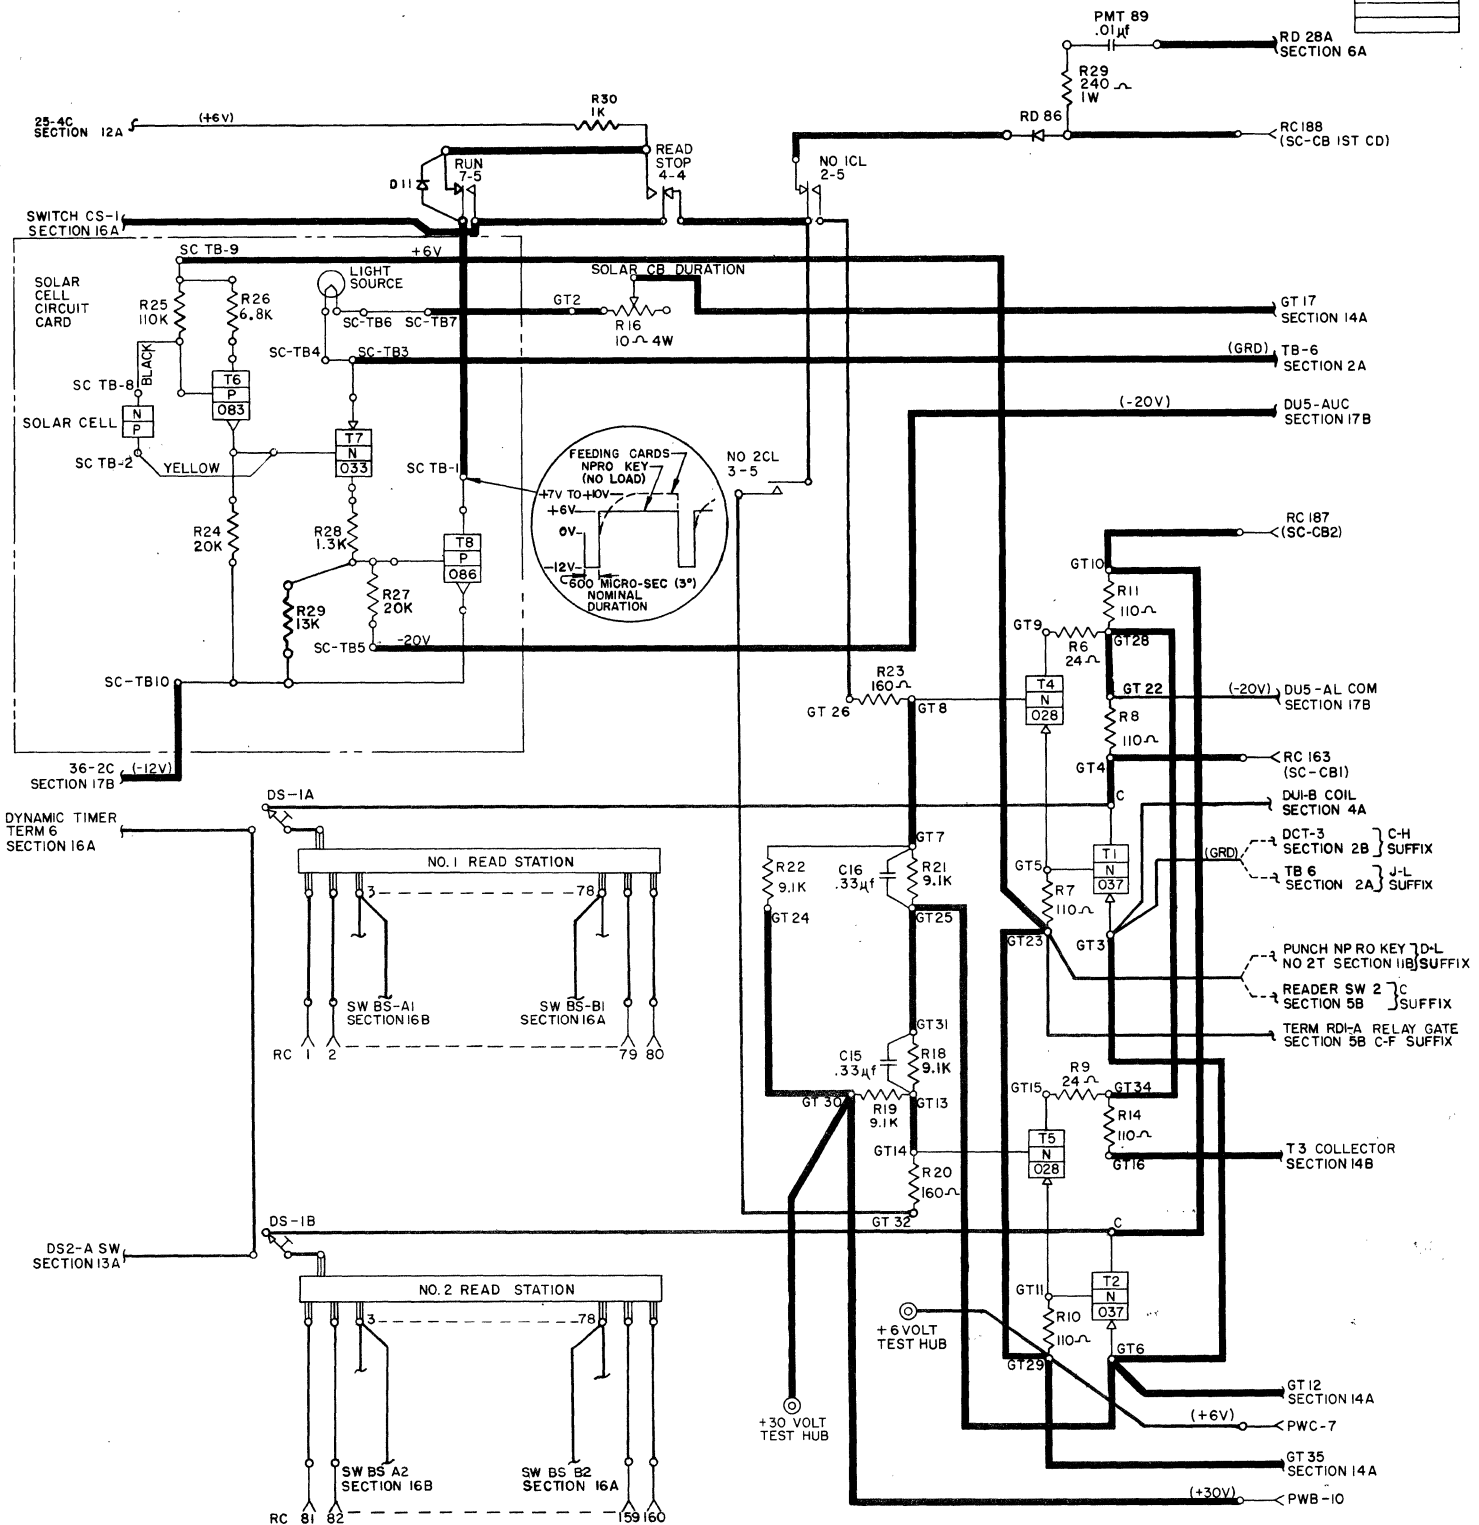 PMT 89
.01µf
RD 28A
SECTION 6A
R29
240 Ω
1W
RD 86
RC188
(SC-CB 1ST CD)
25-4C
SECTION 12A
(+6V)
R30
1K
READ
STOP
4-4
RUN
7-5
D11
NO 1CL
2-5
SWITCH CS-1
SECTION 16A
SC TB-9
+6V
SOLAR
CELL
CIRCUIT
CARD
LIGHT
SOURCE
SOLAR CB DURATION
R25
110K
R26
6.8K
SC-TB6
SC-TB7
GT2
R16
10Ω 4W
GT 17
SECTION 14A
SC-TB4
SC-TB3
(GRD)
TB-6
SECTION 2A
BLACK
SC TB-8
T6
P
083
N
P
SOLAR CELL
(-20V)
DU5-AUC
SECTION 17B
T7
N
033
SC TB-2
YELLOW
SC TB-1
FEEDING CARDS
NPRO KEY
(NO LOAD)
+7V TO +10V
+6V
0V
-12V
600 MICRO-SEC (3°)
NOMINAL
DURATION
NO 2CL
3-5
R24
20K
R28
1.3K
T8
P
086
RC 187
(SC-CB2)
GT10
R11
110Ω
R29
13K
R27
20K
SC-TB5
-20V
GT9
R6
24Ω
GT28
SC-TB10
R23
160Ω
GT 26
GT 8
T4
N
028
GT 22
(-20V)
DU5-AL COM
SECTION 17B
R8
110Ω
36-2C
SECTION 17B
(-12V)
GT4
RC 163
(SC-CB1)
DS-1A
C
DU1-B COIL
SECTION 4A
DYNAMIC TIMER
TERM 6
SECTION 16A
NO. 1 READ STATION
GT7
R22
9.1K
C16
.33µf
R21
9.1K
GT5
T1
N
037
(GRD)
DCT-3
SECTION 2B
C-H
SUFFIX
TB 6
SECTION 2A
J-L
SUFFIX
3
78
R7
110Ω
GT 24
GT25
GT23
GT3
PUNCH NP RO KEY
NO 2T SECTION 11B
D-L
SUFFIX
READER SW 2
SECTION 5B
C
SUFFIX
SW BS-A1
SECTION 16B
SW BS-B1
SECTION 16A
GT31
TERM RD1-A RELAY GATE
SECTION 5B C-F SUFFIX
RC 1 2 79 80
C15
.33µf
R18
9.1K
R9
24Ω
GT15
GT34
GT 30
R19
9.1K
GT13
R14
110Ω
T5
N
028
GT14
GT16
T 3 COLLECTOR
SECTION 14B
R20
160Ω
GT 32
DS-1B
C
DS2-A SW
SECTION 13A
NO. 2 READ STATION
GT11
T2
N
037
3
78
R10
110Ω
+6 VOLT
TEST HUB
GT29
GT6
GT 12
SECTION 14A
+30 VOLT
TEST HUB
(+6V)
PWC-7
SW BS A2
SECTION 16B
SW BS B2
SECTION 16A
GT 35
SECTION 14A
(+30V)
PWB-10
RC 81 82 159 160